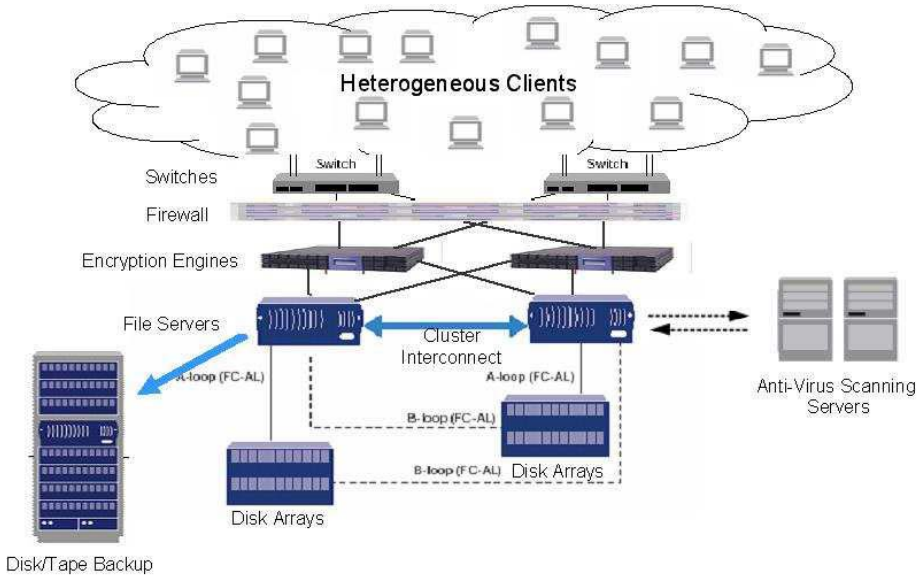 Heterogeneous Clients
Switch
Switch
Switches
Firewall
Encryption Engines
File Servers
Cluster
Interconnect
A-loop (FC-AL)
A-loop (FC-AL)
Anti-Virus Scanning
Servers
B-loop (FC-AL)
B-loop (FC-AL)
Disk Arrays
Disk Arrays
Disk/Tape Backup